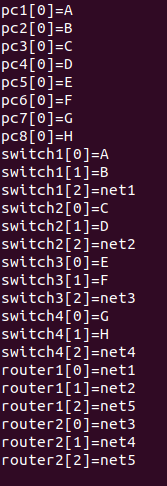 pc1[0]=A
pc2[0]=B
pc3[0]=C
pc4[0]=D
pc5[0]=E
pc6[0]=F
pc7[0]=G
pc8[0]=H
switch1[0]=A
switch1[1]=B
switch1[2]=net1
switch2[0]=C
switch2[1]=D
switch2[2]=net2
switch3[0]=E
switch3[1]=F
switch3[2]=net3
switch4[0]=G
switch4[1]=H
switch4[2]=net4
router1[0]=net1
router1[1]=net2
router1[2]=net5
router2[0]=net3
router2[1]=net4
router2[2]=net5